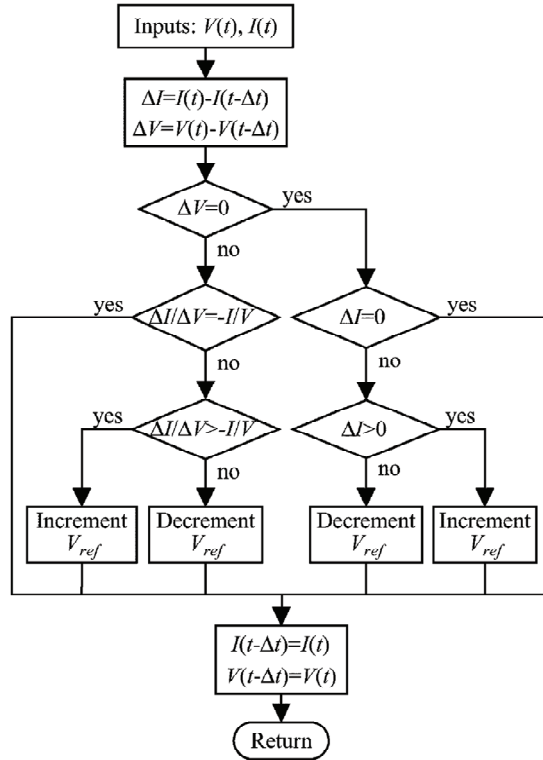 Inputs: V(t), I(t)
ΔI=I(t)-I(t-Δt)
ΔV=V(t)-V(t-Δt)
ΔV=0
yes
no
yes
ΔI/ΔV=-I/V
no
ΔI=0
yes
no
yes
ΔI/ΔV>-I/V
no
ΔI>0
yes
no
Increment
V_ref
Decrement
V_ref
Decrement
V_ref
Increment
V_ref
I(t-Δt)=I(t)
V(t-Δt)=V(t)
Return